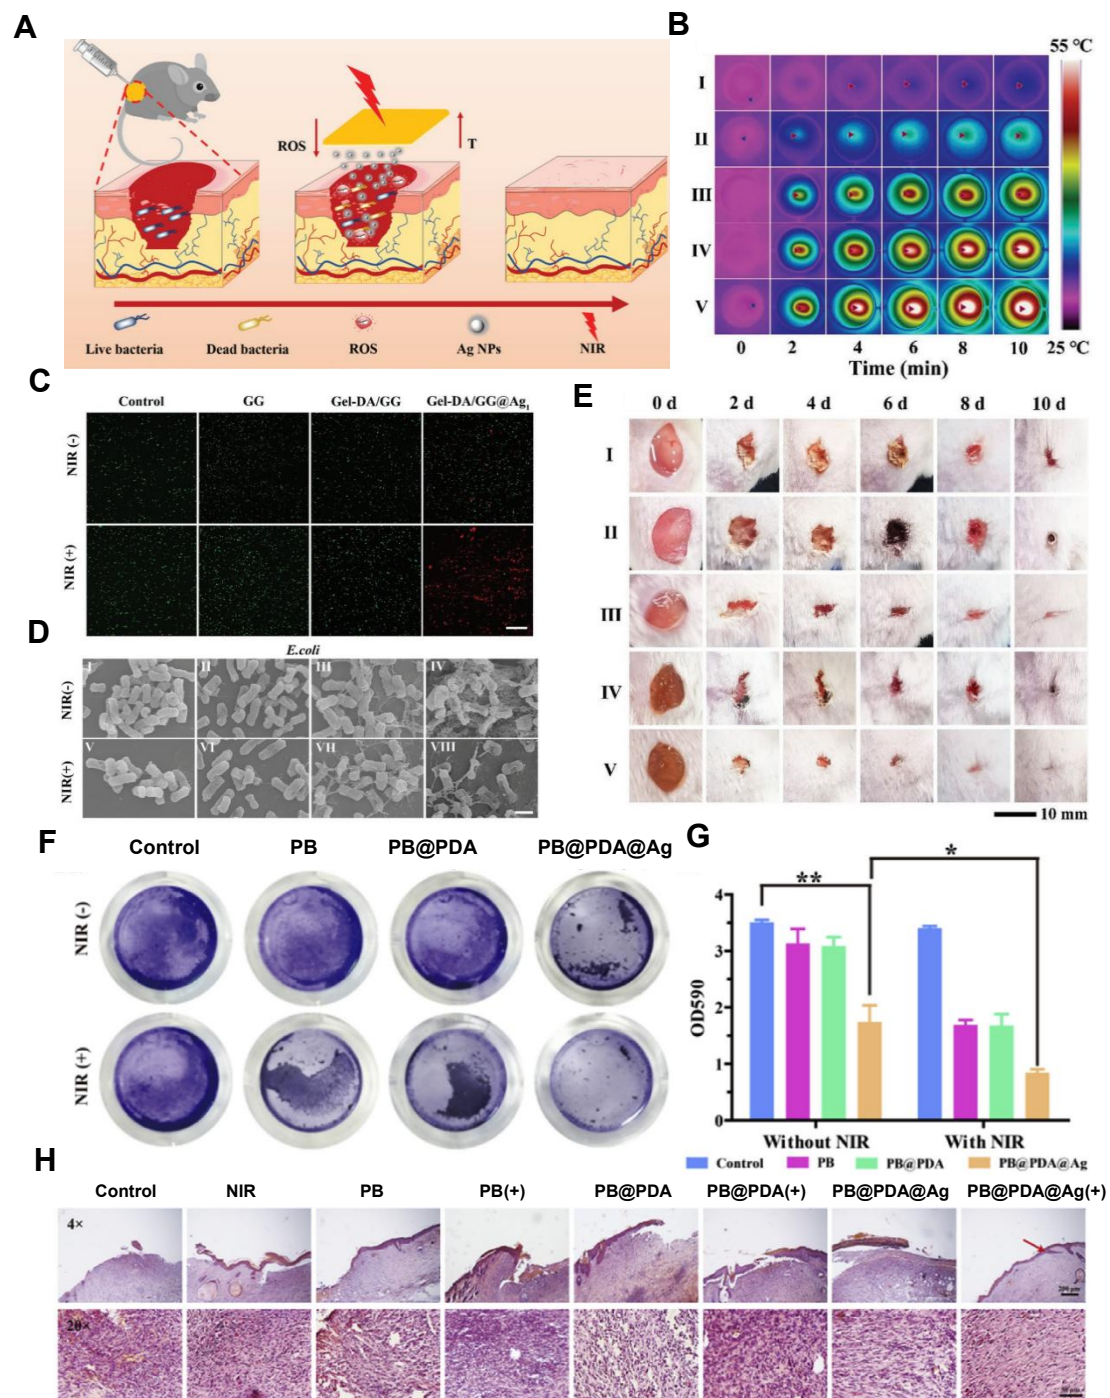 A
ROS
T
Live bacteria
Dead bacteria
ROS
Ag NPs
NIR
B
55 °C
I
II
III
IV
V
0 2 4 6 8 10
25 °C
Time (min)
C
Control GG Gel-DA/GG Gel-DA/GG@Ag₁
NIR (-)
NIR (+)
D
E.coli
NIR(-)
I II III IV
NIR(+)
V VI VII VIII
E
0 d 2 d 4 d 6 d 8 d 10 d
I
II
III
IV
V
10 mm
F
Control PB PB@PDA PB@PDA@Ag
NIR (-)
NIR (+)
G
** *
OD590
4
3
2
1
0
Without NIR With NIR
Control PB PB@PDA PB@PDA@Ag
H
Control NIR PB PB(+) PB@PDA PB@PDA(+) PB@PDA@Ag PB@PDA@Ag(+)
4×
200 μm
20×